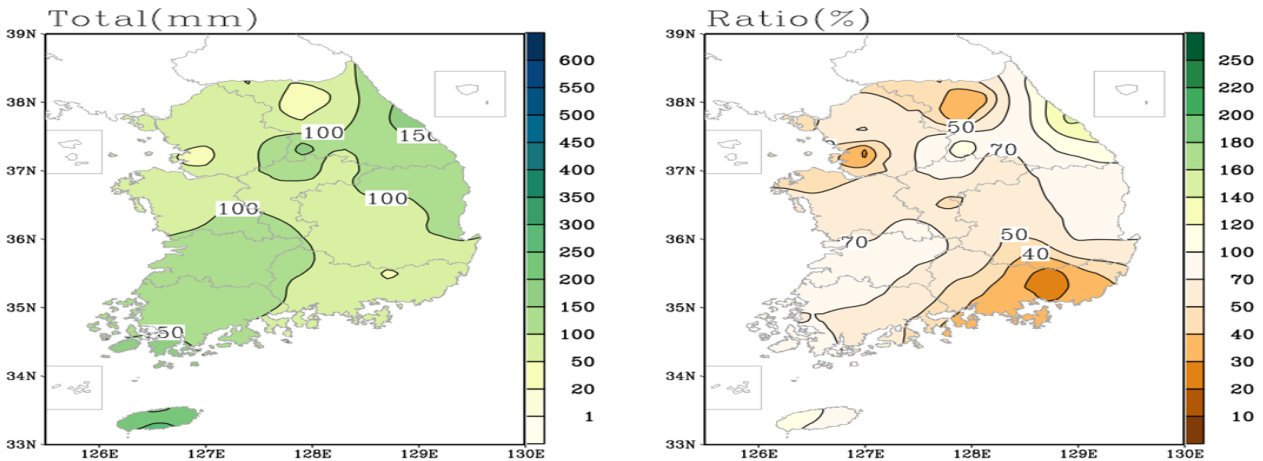 Total(mm)
39N
38N
37N
36N
35N
34N
33N
126E 127E 128E 129E 130E
100
150
100
100
50
600
550
500
450
400
350
300
250
200
150
100
50
20
1
Ratio(%)
39N
38N
37N
36N
35N
34N
33N
126E 127E 128E 129E 130E
50
70
70
50
40
250
220
200
180
160
140
120
100
70
50
40
30
20
10